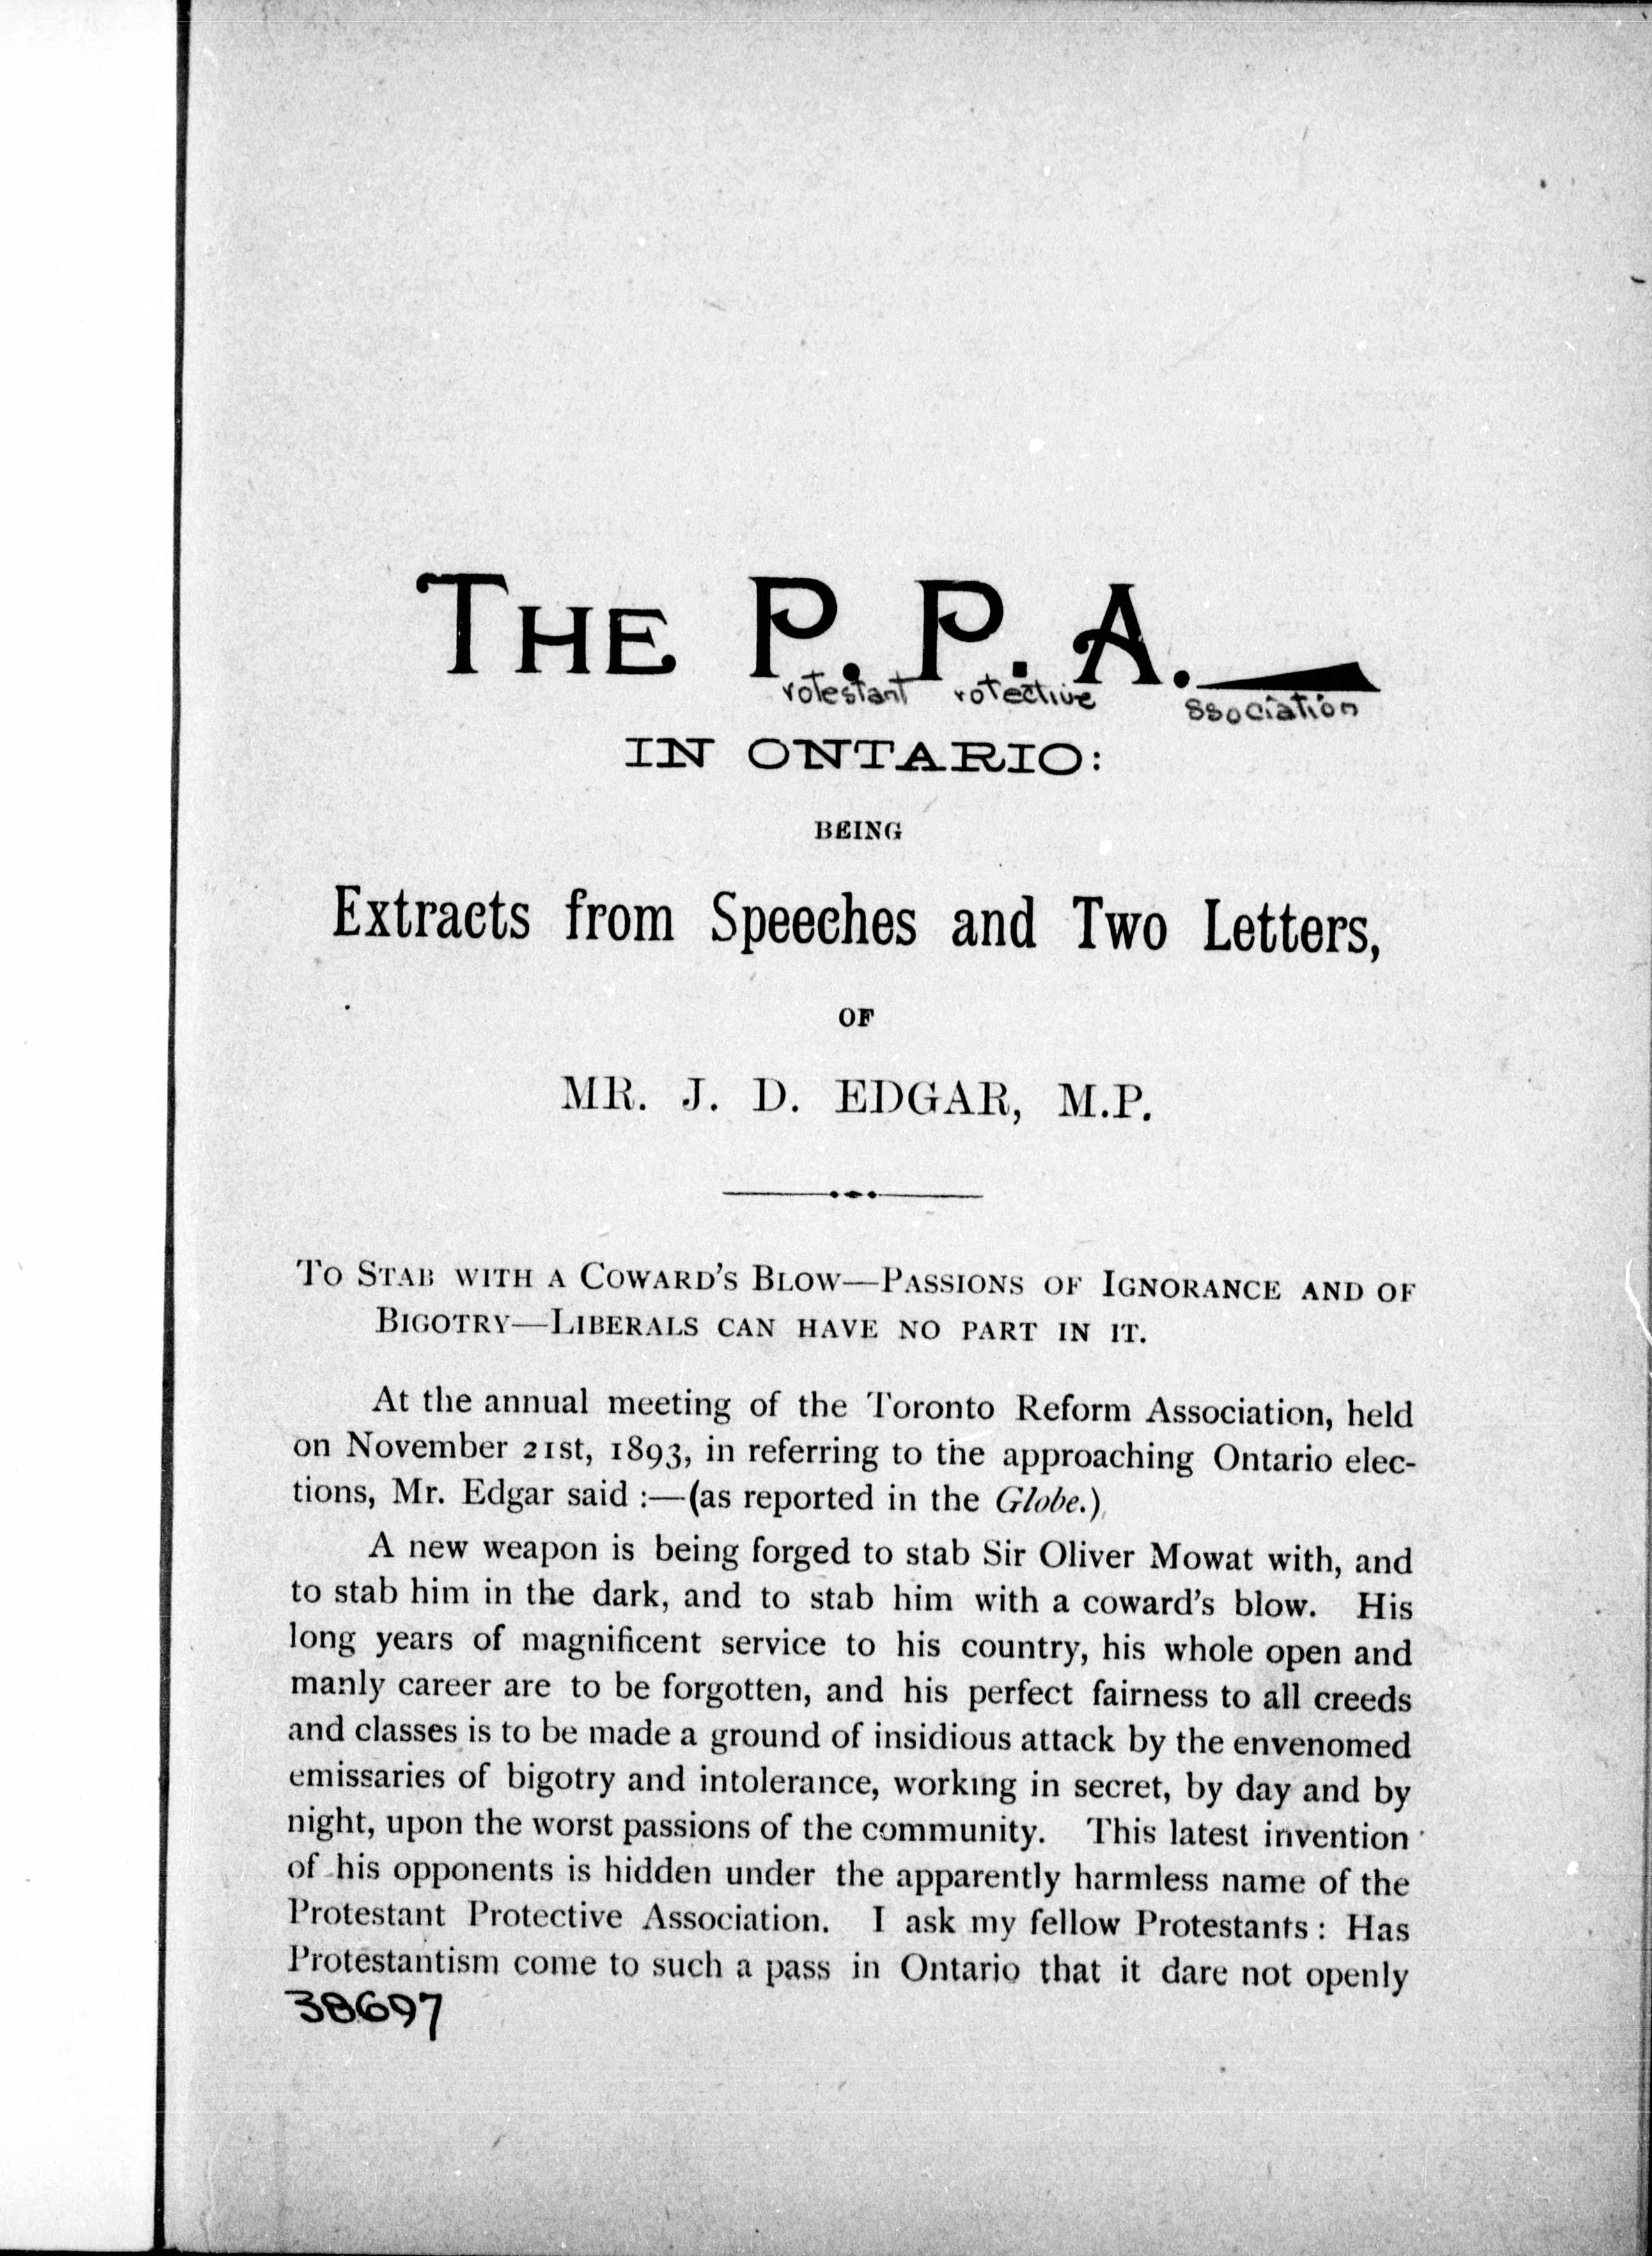 THE P. P. A.
rotestant rotective ssociation
IN ONTARIO:
BEING
Extracts from Speeches and Two Letters,
OF
MR. J. D. EDGAR, M.P.
TO STAB WITH A COWARD'S BLOW—PASSIONS OF IGNORANCE AND OF
BIGOTRY—LIBERALS CAN HAVE NO PART IN IT.
At the annual meeting of the Toronto Reform Association, held
on November 21st, 1893, in referring to the approaching Ontario elec-
tions, Mr. Edgar said :—(as reported in the Globe.)
A new weapon is being forged to stab Sir Oliver Mowat with, and
to stab him in the dark, and to stab him with a coward's blow. His
long years of magnificent service to his country, his whole open and
manly career are to be forgotten, and his perfect fairness to all creeds
and classes is to be made a ground of insidious attack by the envenomed
emissaries of bigotry and intolerance, working in secret, by day and by
night, upon the worst passions of the community. This latest invention
of his opponents is hidden under the apparently harmless name of the
Protestant Protective Association. I ask my fellow Protestants : Has
Protestantism come to such a pass in Ontario that it dare not openly
38697